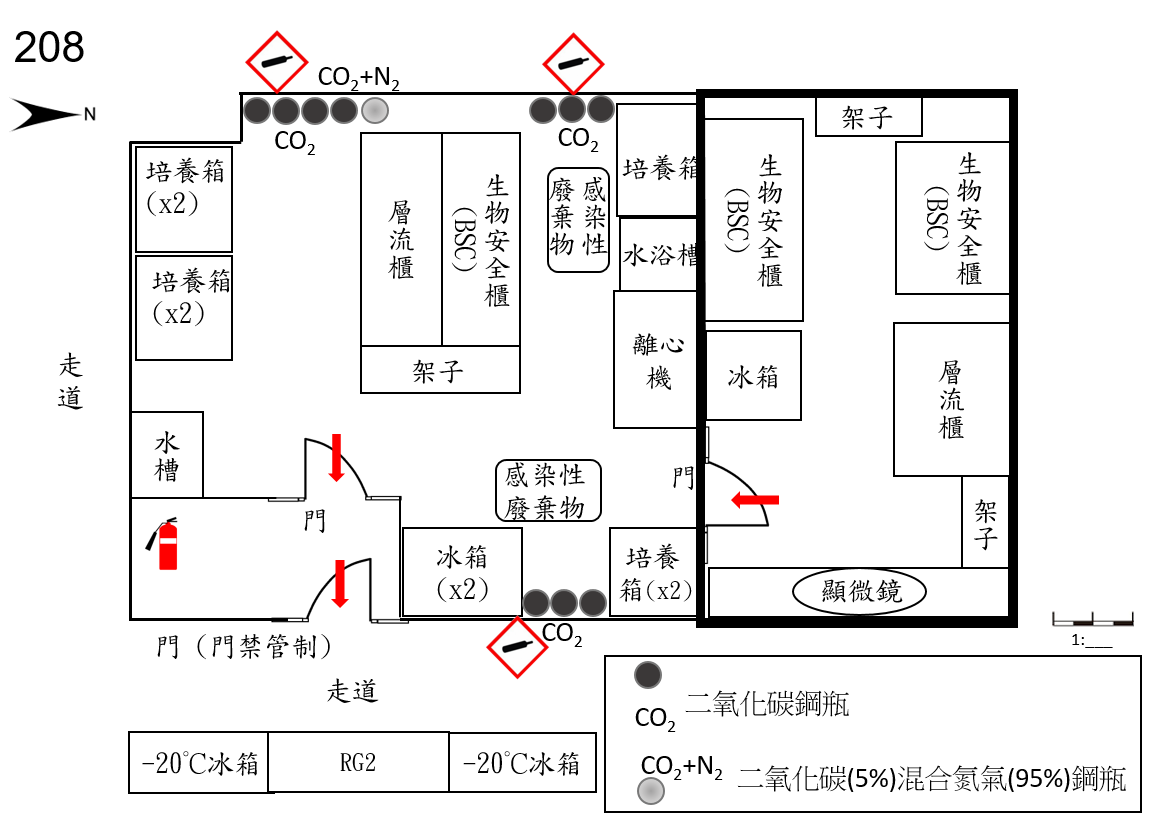 208
N
CO2+N2
CO2
CO2
培養箱
(x2)
培養箱
(x2)
層流櫃
生物安全櫃
(BSC)
架子
感染性
廢棄物
培養箱
水浴槽
離心
機
生物安全櫃
(BSC)
架子
生物安全櫃
(BSC)
冰箱
層流櫃
架子
顯微鏡
走道
水槽
門
門
感染性
廢棄物
冰箱
(x2)
培養
箱(x2)
CO2
門（門禁管制）
走道
-20℃冰箱
RG2
-20℃冰箱
1:___
CO2 二氧化碳鋼瓶
CO2+N2 二氧化碳(5%)混合氮氣(95%)鋼瓶